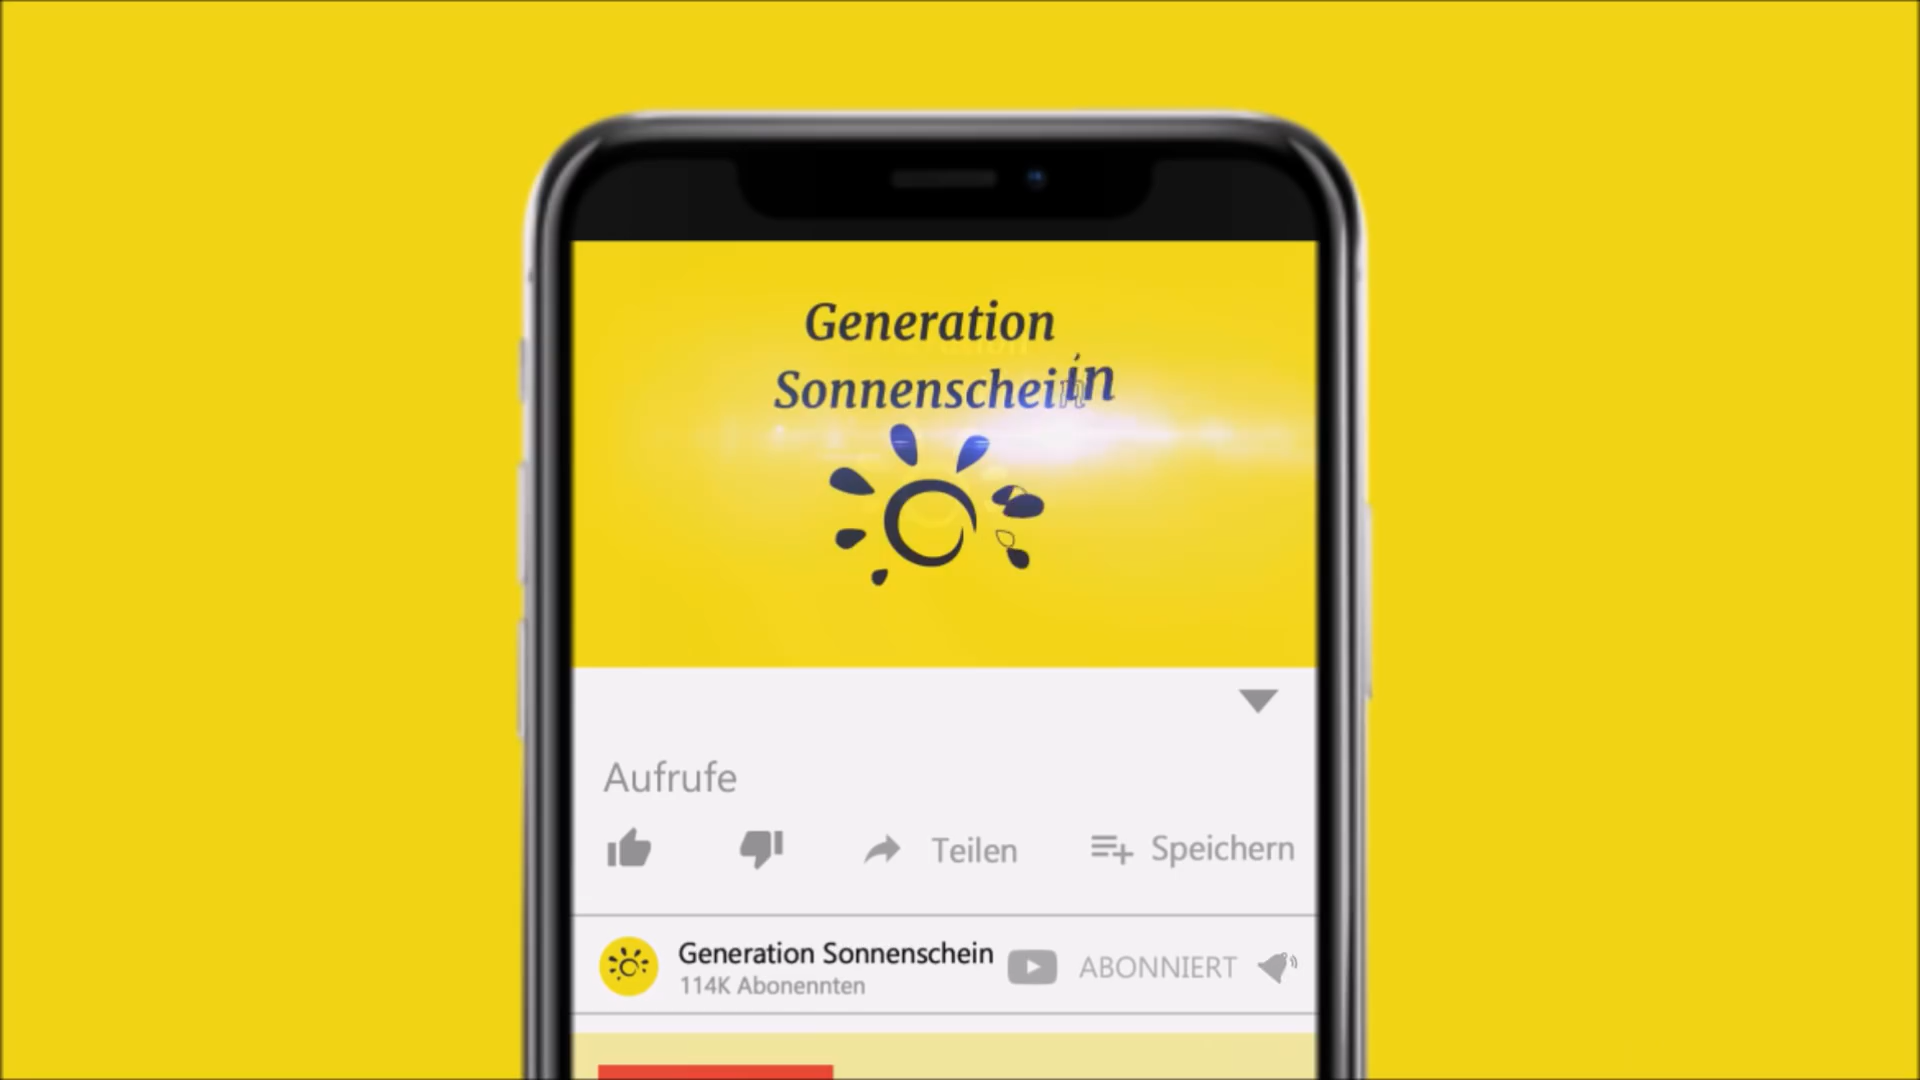 Generation
Sonnenschein
Aufrufe
Teilen
Speichern
Generation Sonnenschein
114K Abonennten
ABONNIERT